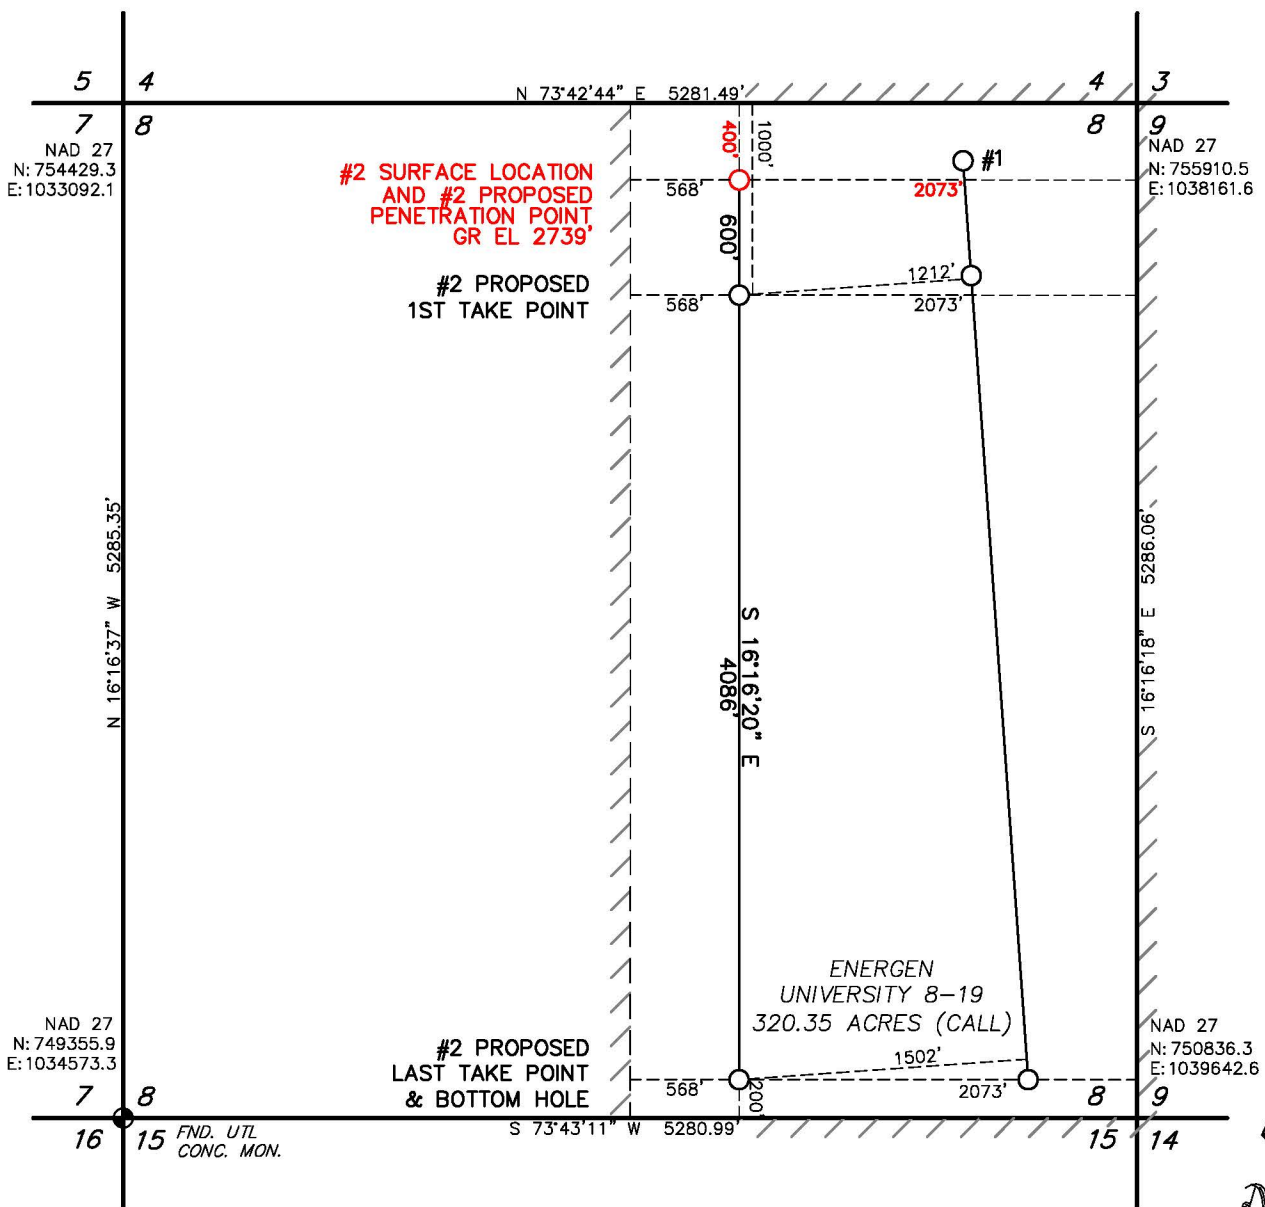 5 4
4 3
N 73°42'44" E 5281.49'
7 8
8 9
NAD 27
N: 754429.3
E: 1033092.1
NAD 27
N: 755910.5
E: 1038161.6
400'
1000'
#1
#2 SURFACE LOCATION
AND #2 PROPOSED
PENETRATION POINT
GR EL 2739'
568'
2073'
600'
#2 PROPOSED
1ST TAKE POINT
1212'
568'
2073'
N 16°16'37" W 5285.35'
S 16°16'20" E
4086'
S 16°16'18" E 5286.06'
ENERGEN
UNIVERSITY 8-19
320.35 ACRES (CALL)
NAD 27
N: 749355.9
E: 1034573.3
NAD 27
N: 750836.3
E: 1039642.6
#2 PROPOSED
LAST TAKE POINT
& BOTTOM HOLE
1502'
568'
200'
2073'
7 8
8 9
S 73°43'11" W 5280.99'
16 15
FND. UTL
CONC. MON.
15 14